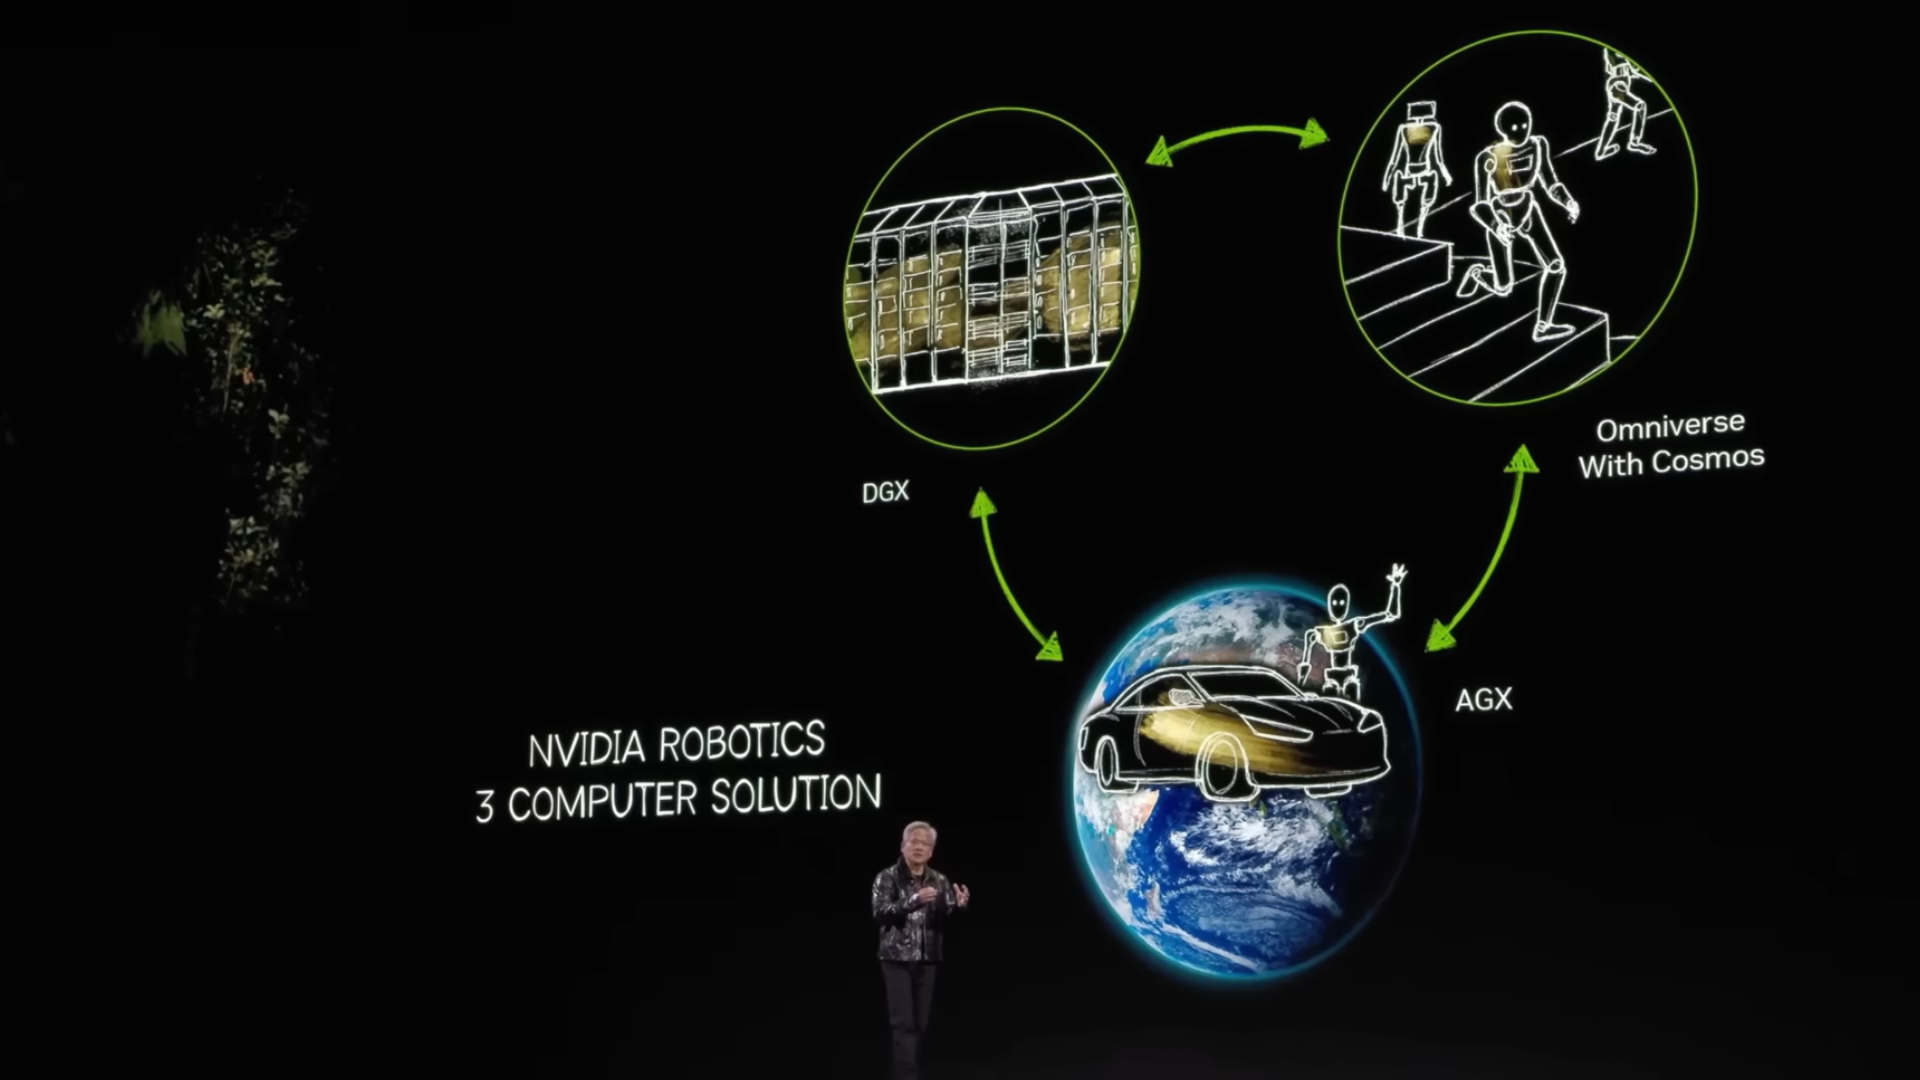 Omniverse
With Cosmos
DGX
AGX
NVIDIA ROBOTICS
3 COMPUTER SOLUTION